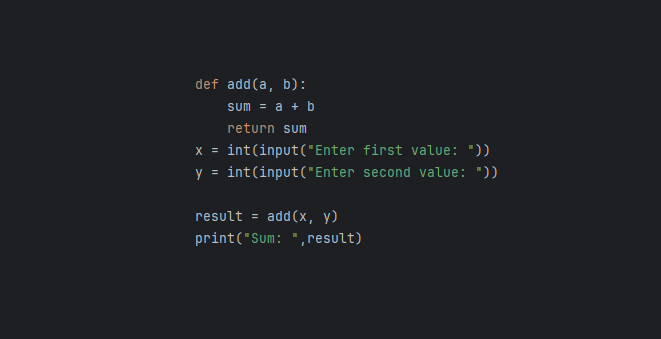 def add(a, b):
    sum = a + b
    return sum
x = int(input("Enter first value: "))
y = int(input("Enter second value: "))

result = add(x, y)
print("Sum: ",result)